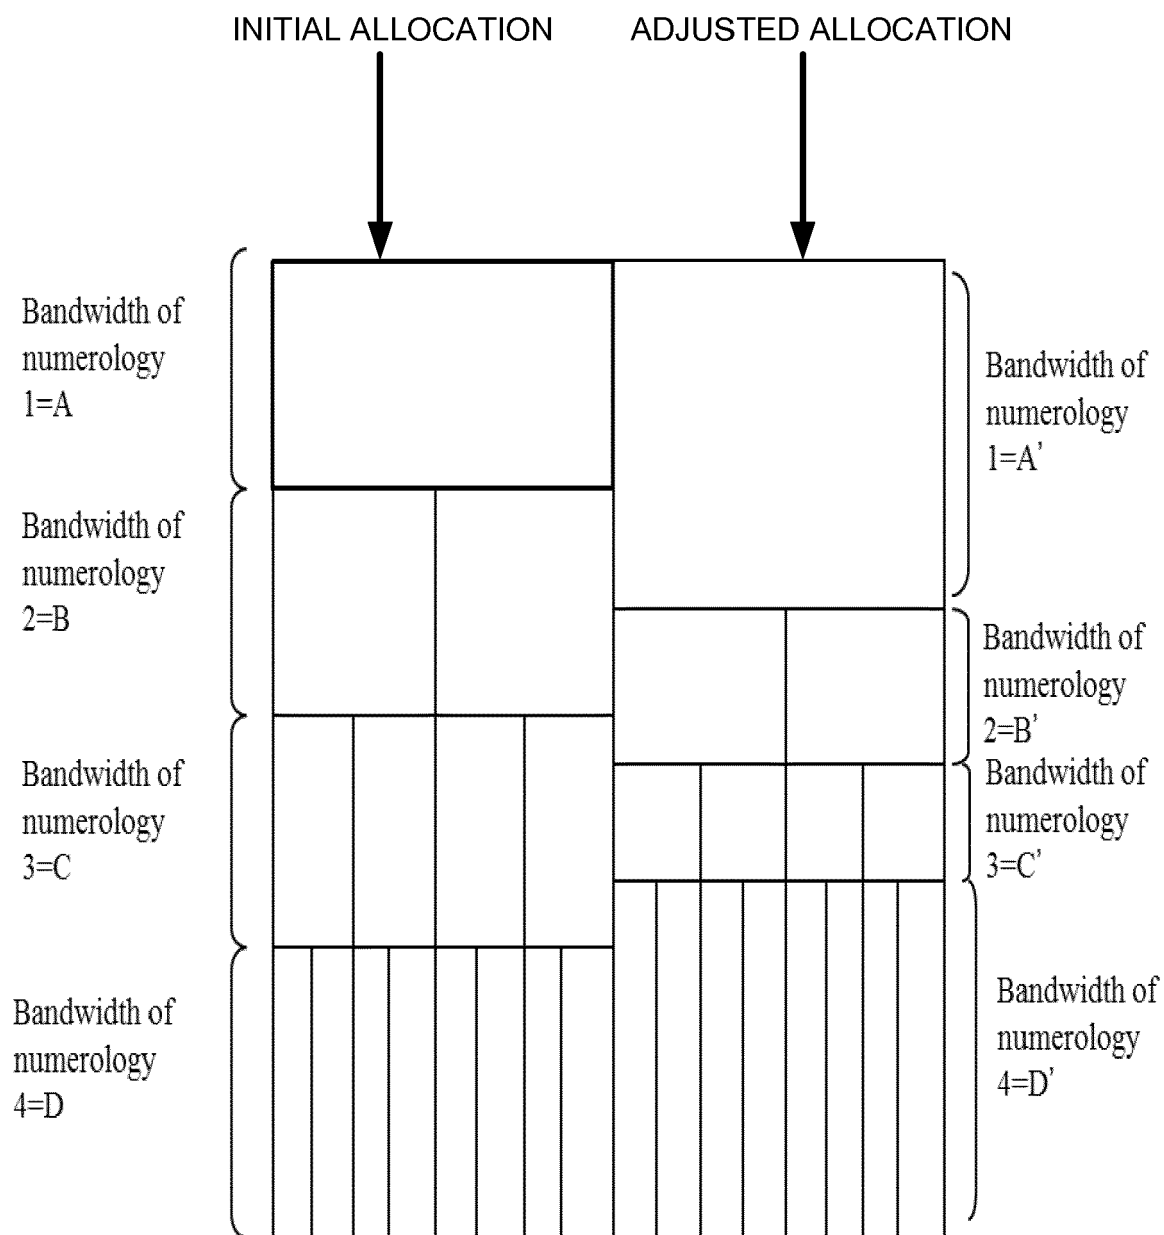 INITIAL ALLOCATION
ADJUSTED ALLOCATION
Bandwidth of
numerology
1=A
Bandwidth of
numerology
2=B
Bandwidth of
numerology
3=C
Bandwidth of
numerology
4=D
Bandwidth of
numerology
1=A’
Bandwidth of
numerology
2=B’
Bandwidth of
numerology
3=C’
Bandwidth of
numerology
4=D’